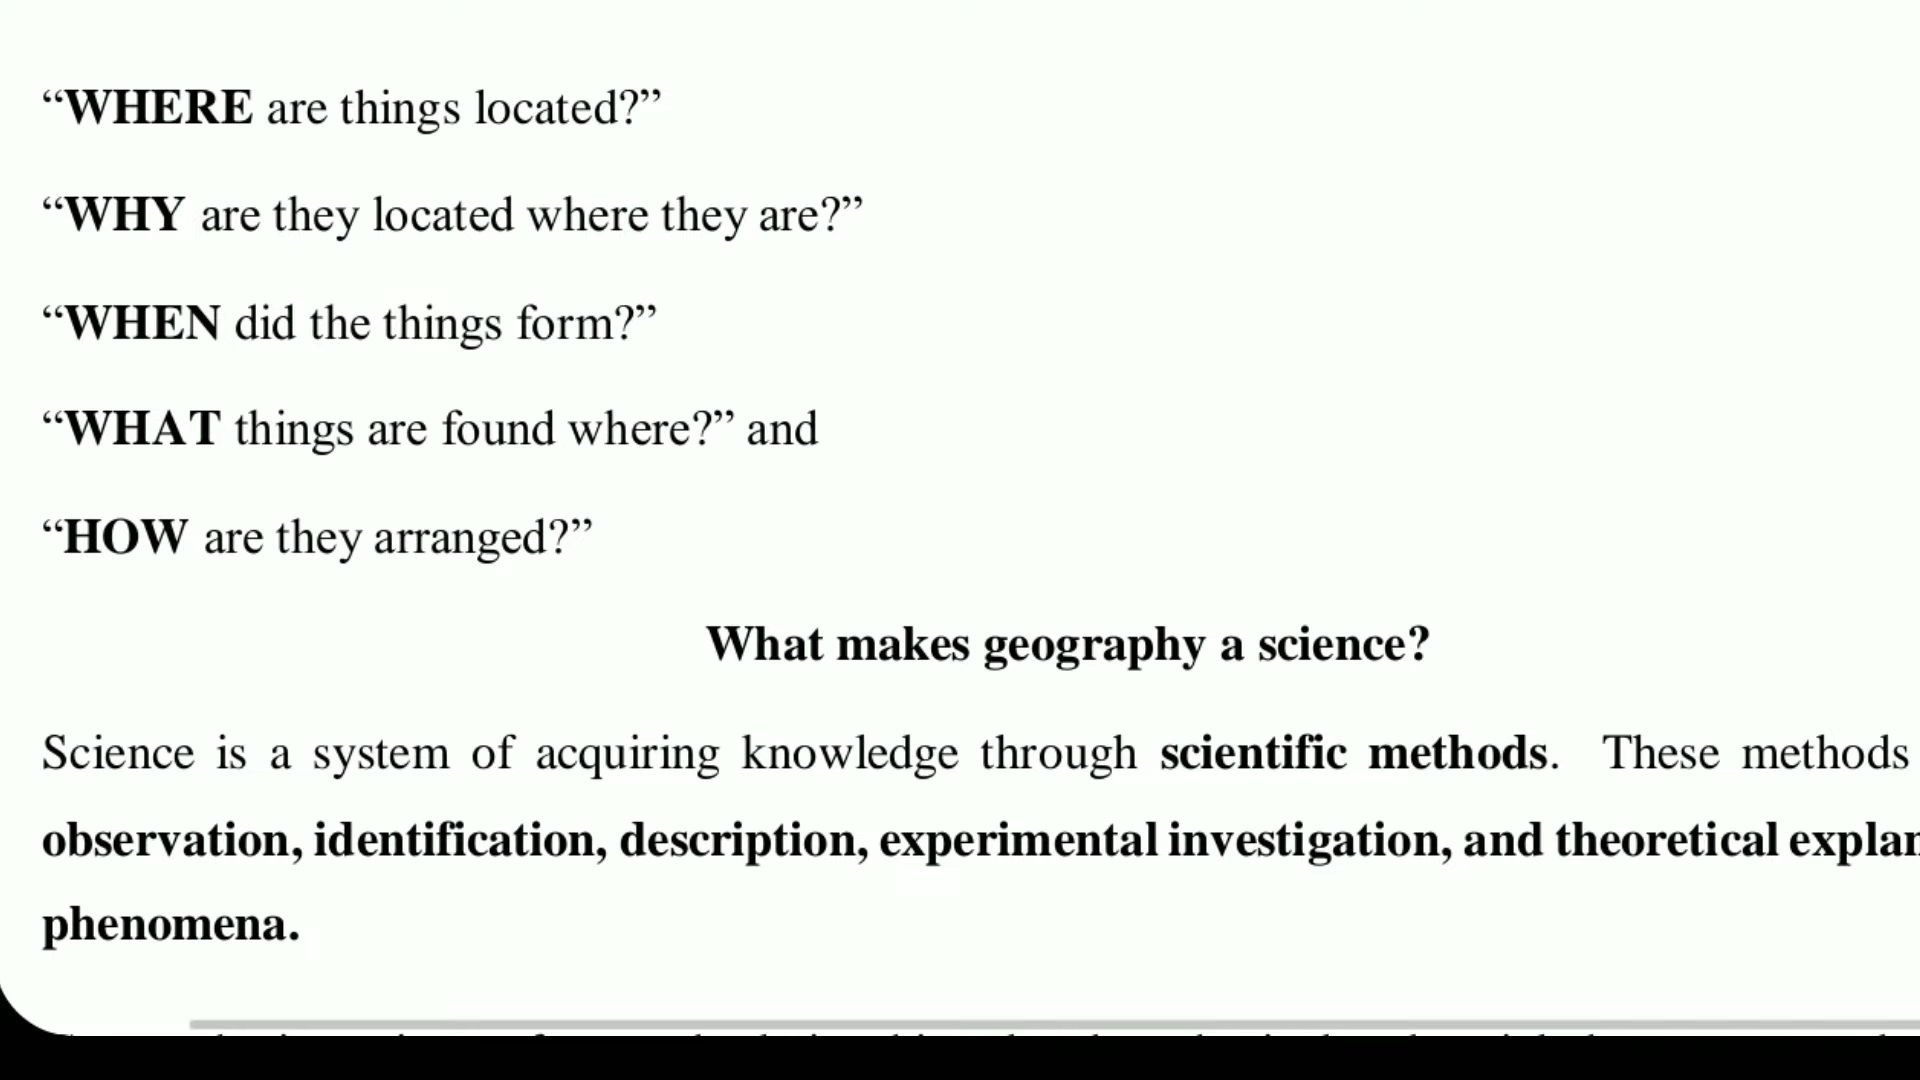 “WHERE are things located?”
“WHY are they located where they are?”
“WHEN did the things form?”
“WHAT things are found where?” and
“HOW are they arranged?”
What makes geography a science?
Science is a system of acquiring knowledge through scientific methods. These methods
observation, identification, description, experimental investigation, and theoretical
phenomena.